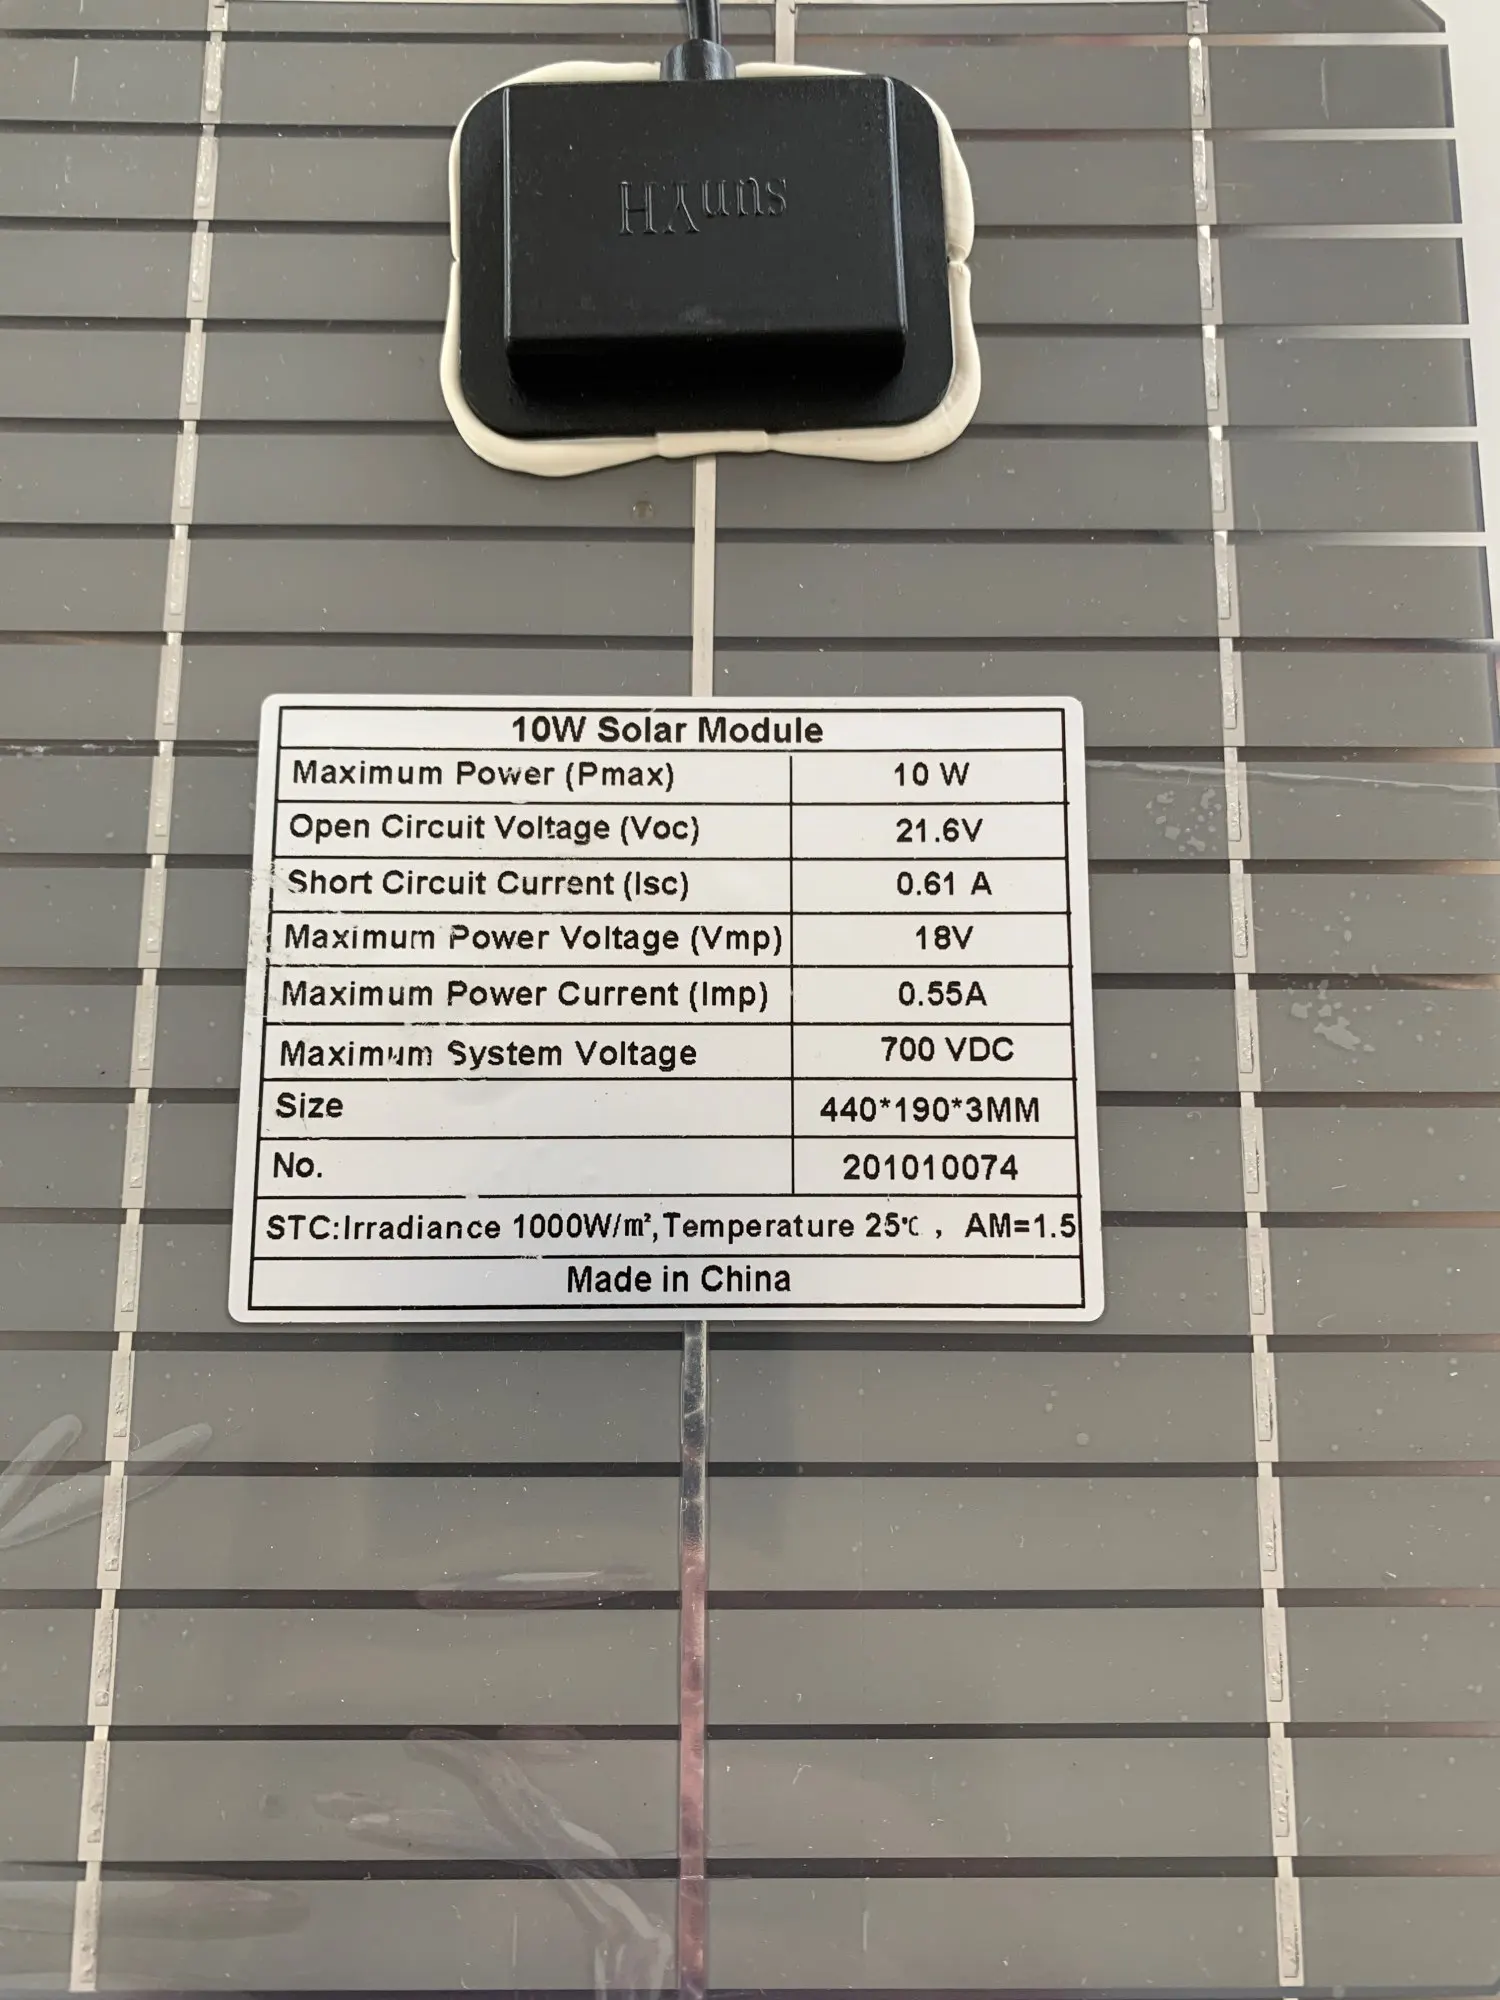 sunYH
10W Solar Module
Maximum Power (Pmax) 10 W
Open Circuit Voltage (Voc) 21.6V
Short Circuit Current (Isc) 0.61 A
Maximum Power Voltage (Vmp) 18V
Maximum Power Current (Imp) 0.55A
Maximum System Voltage 700 VDC
Size 440*190*3MM
No. 201010074
STC:Irradiance 1000W/m²,Temperature 25℃, AM=1.5
Made in China